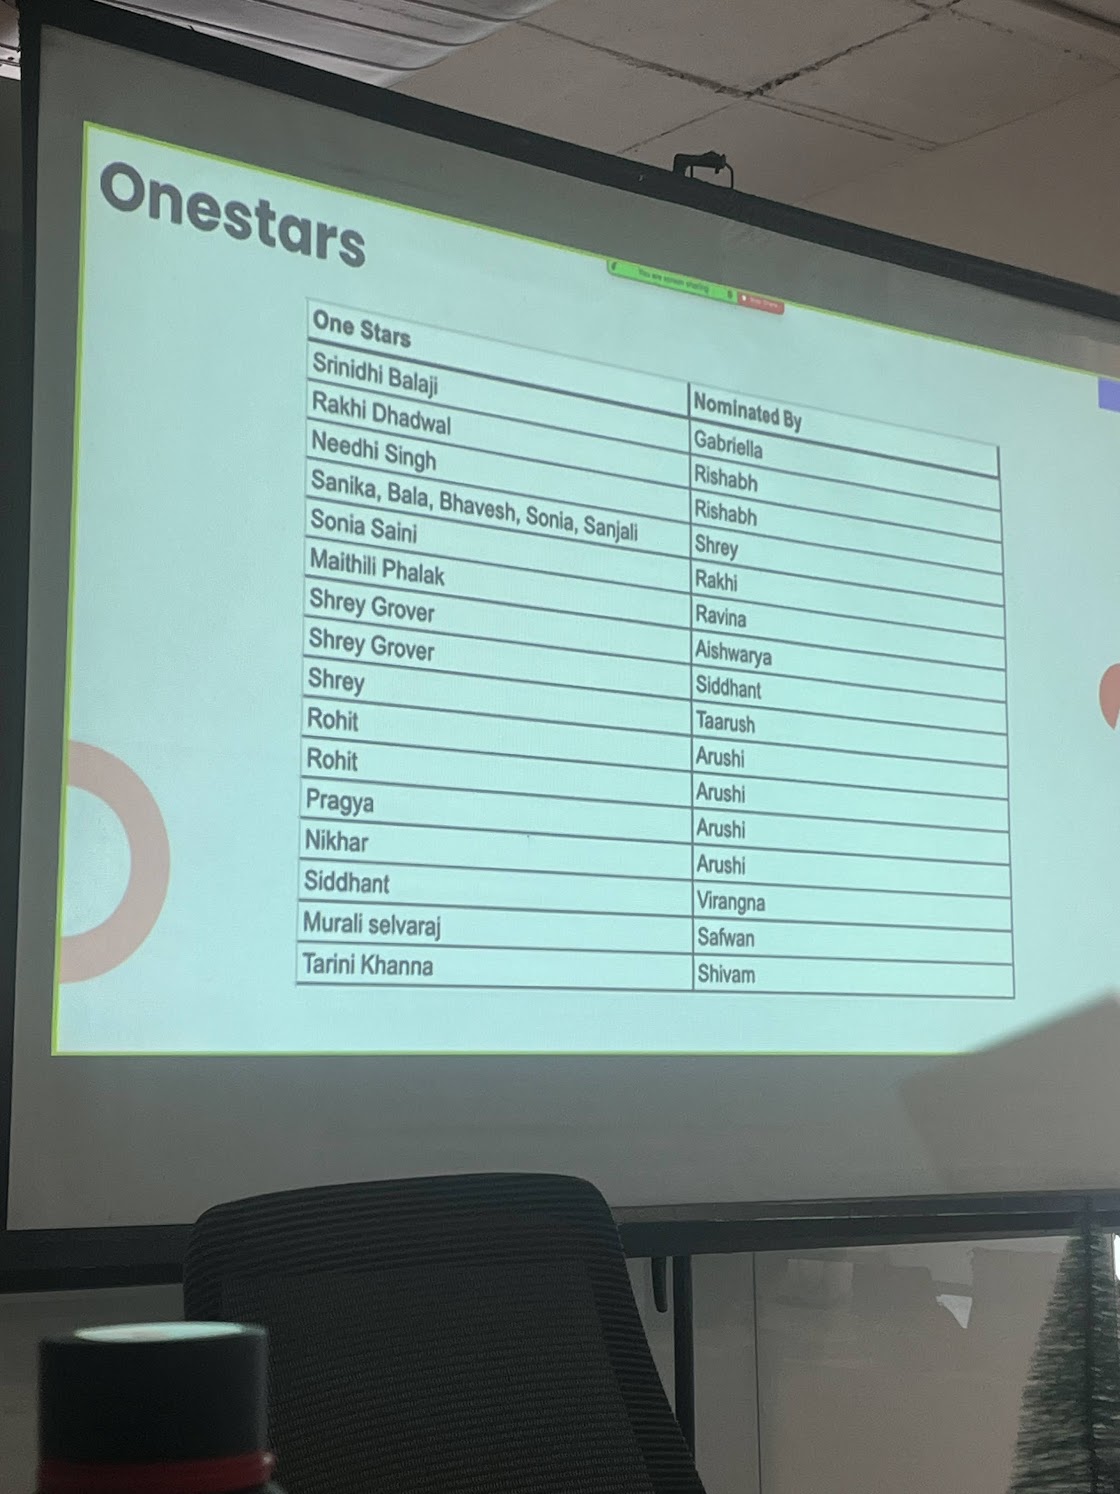 Onestars
You are screen sharing
One Stars Nominated By
Srinidhi Balaji Gabriella
Rakhi Dhadwal Rishabh
Needhi Singh Rishabh
Sanika, Bala, Bhavesh, Sonia, Sanjali Shrey
Sonia Saini Rakhi
Maithili Phalak Ravina
Shrey Grover Aishwarya
Shrey Grover Siddhant
Shrey Taarush
Rohit Arushi
Rohit Arushi
Pragya Arushi
Nikhar Arushi
Siddhant Virangna
Murali selvaraj Safwan
Tarini Khanna Shivam